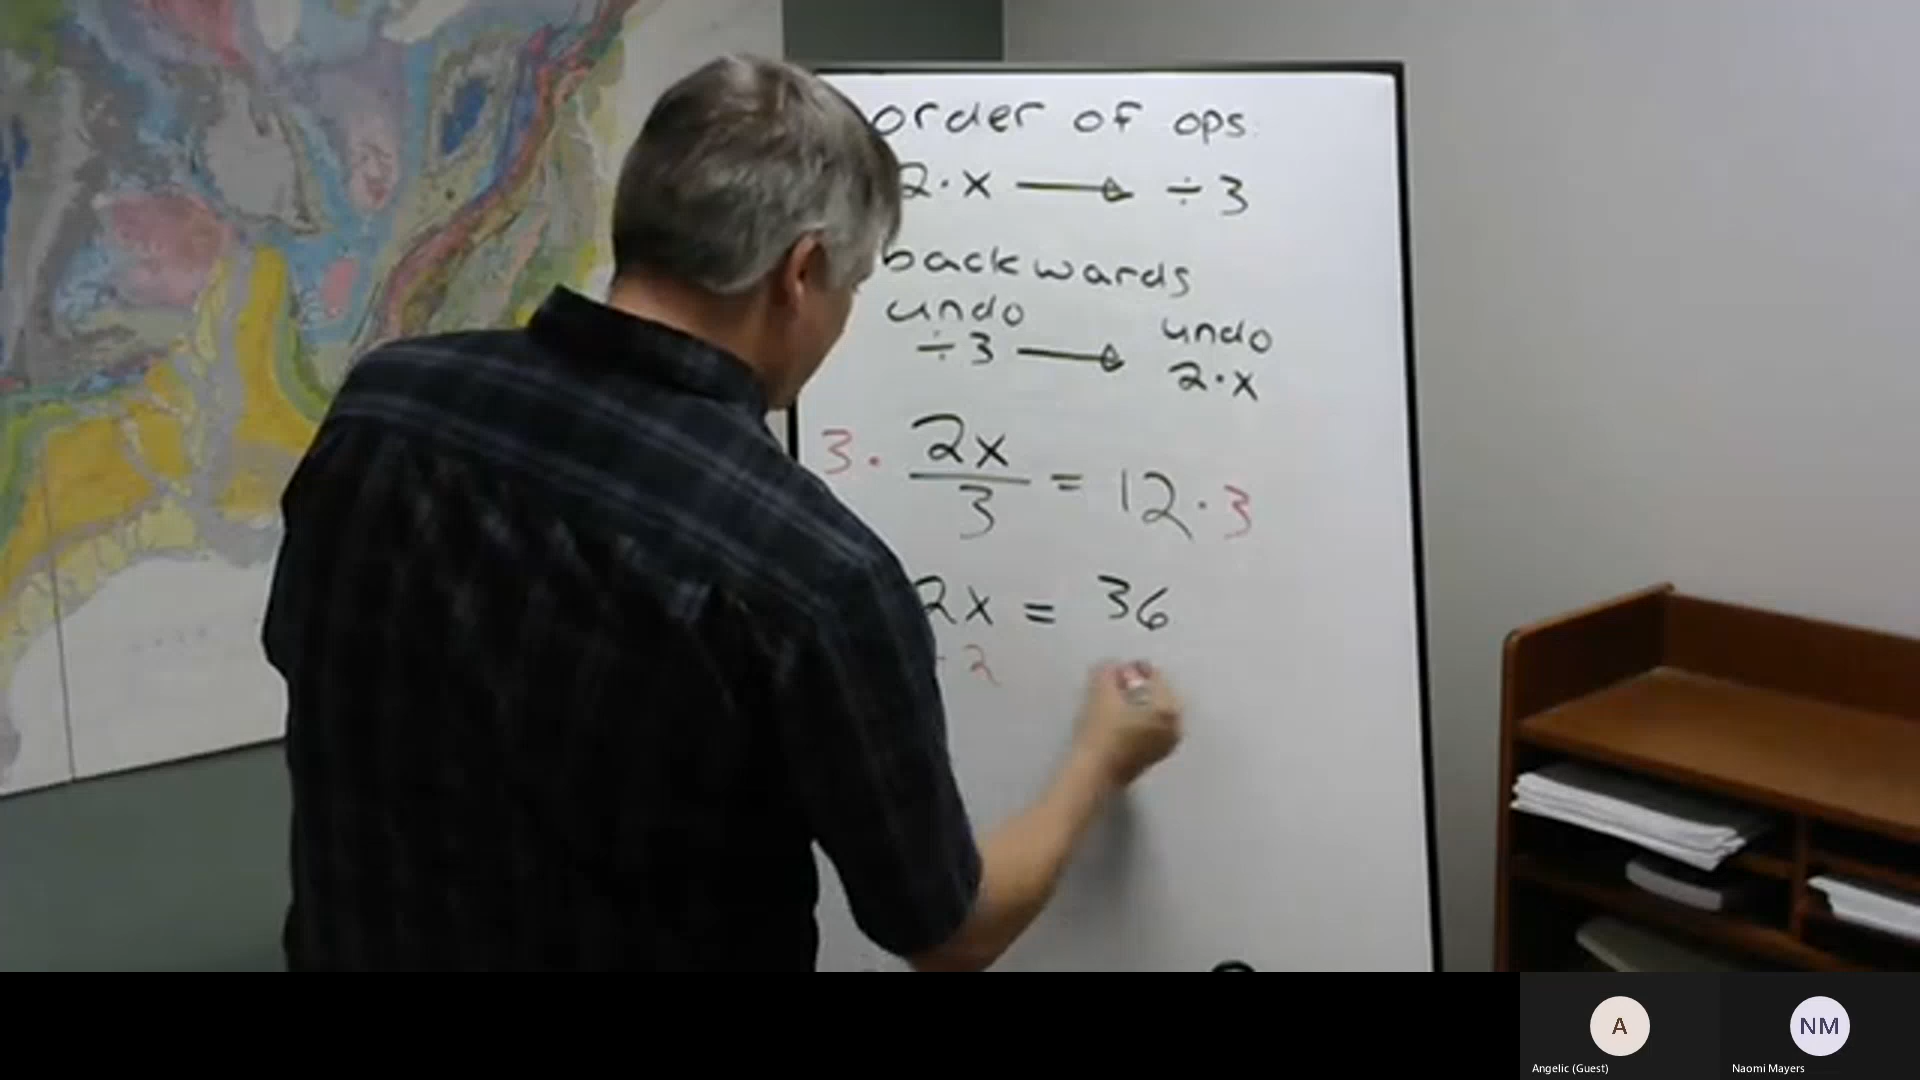 order of ops.
2·x → ÷3
backwards
undo undo
÷3 → 2·x
3· 2x/3 = 12·3
2x = 36
÷2
A NM
Angelic (Guest) Naomi Mayers